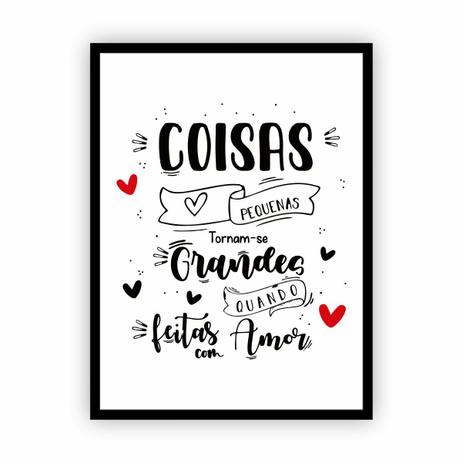 COISAS
PEQUENAS
Tornam-se
Grandes
QUANDO
feitas com Amor